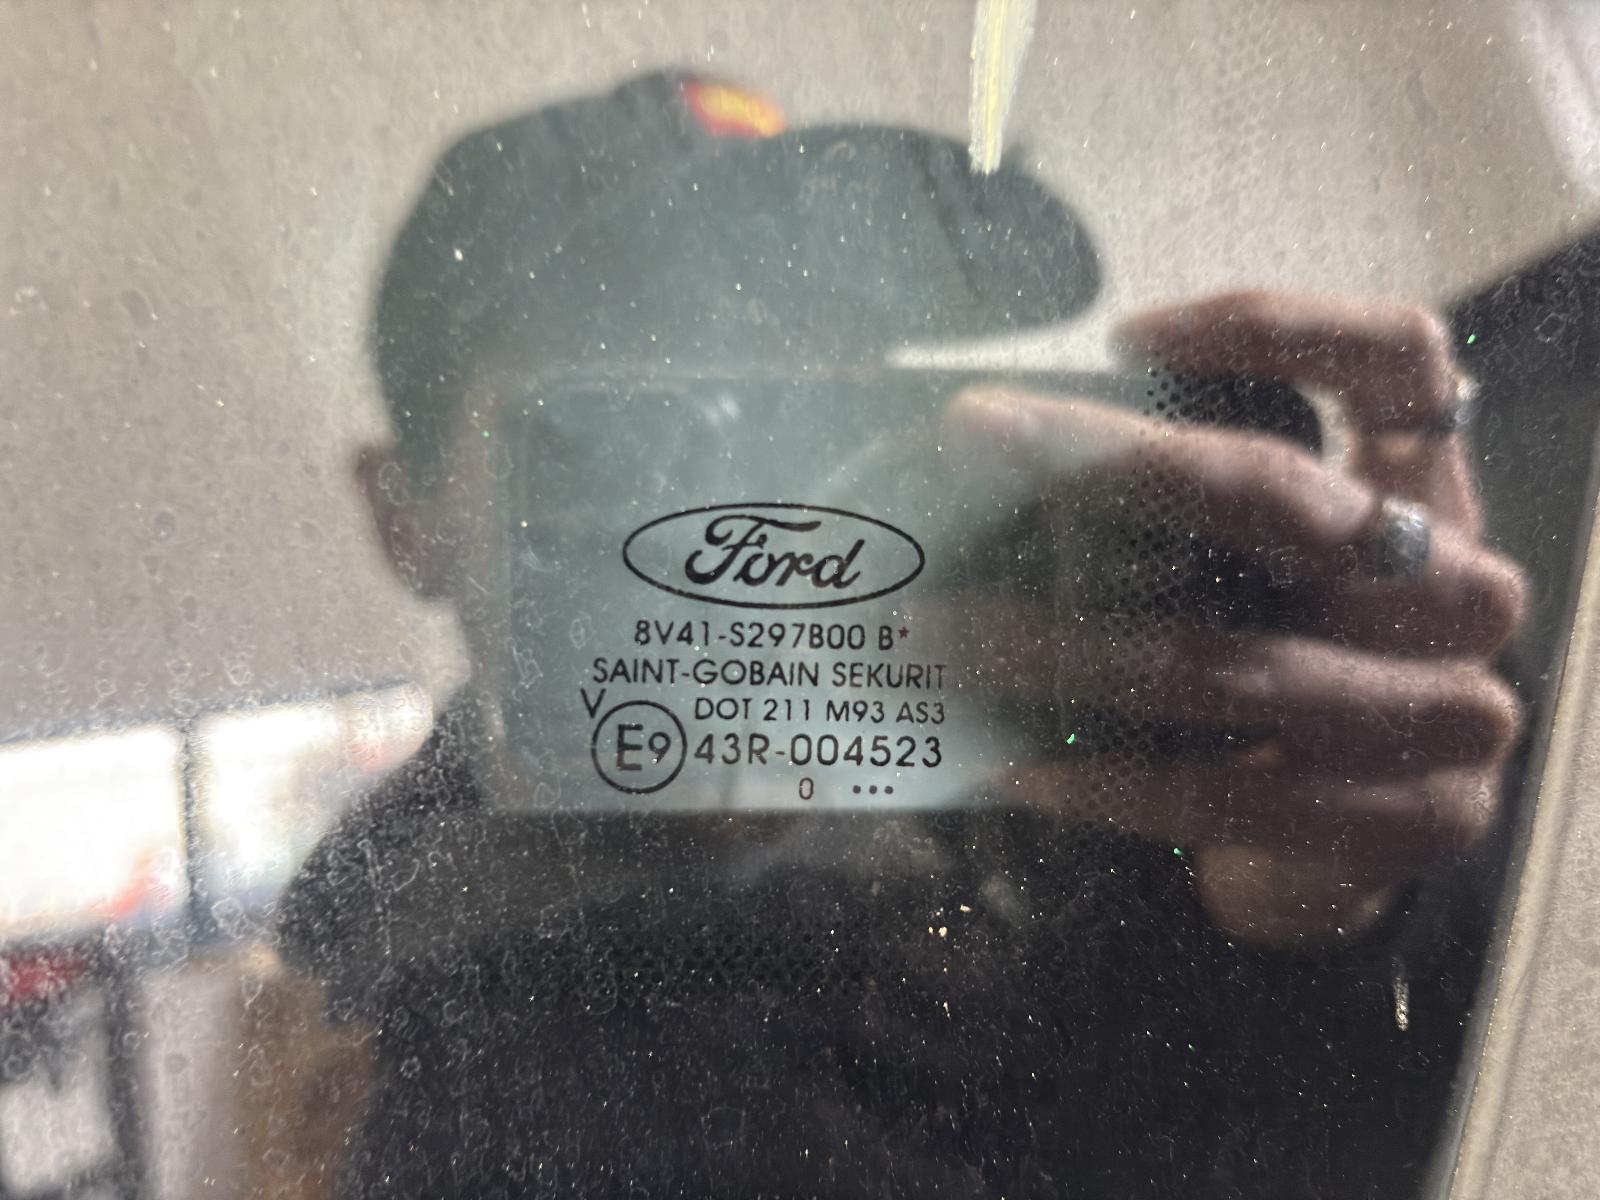 Ford
8V41-S297B00 B*
SAINT-GOBAIN SEKURIT
V DOT 211 M93 AS3
E9 43R-004523
0 •••